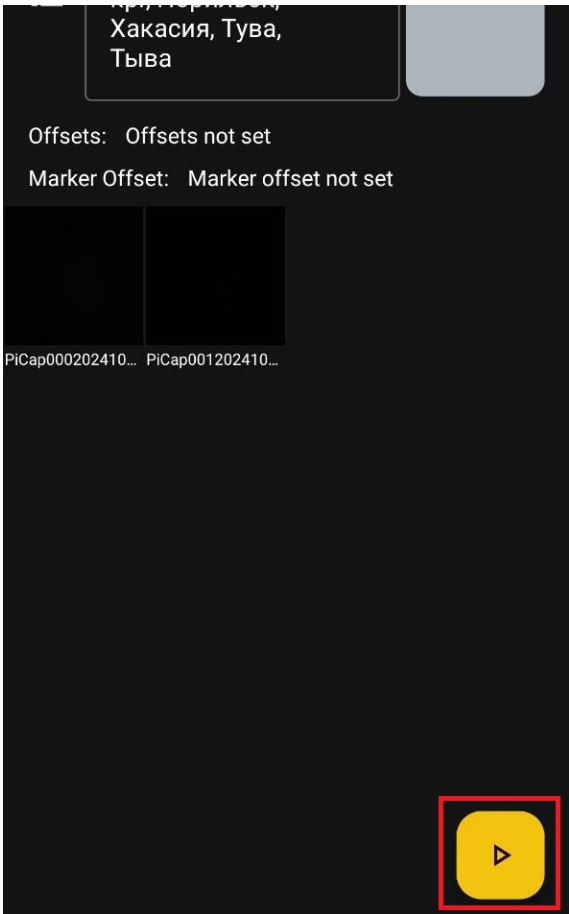 Хакасия, Тува,
Тыва
Offsets: Offsets not set
Marker Offset: Marker offset not set
PiCap000202410... PiCap001202410...